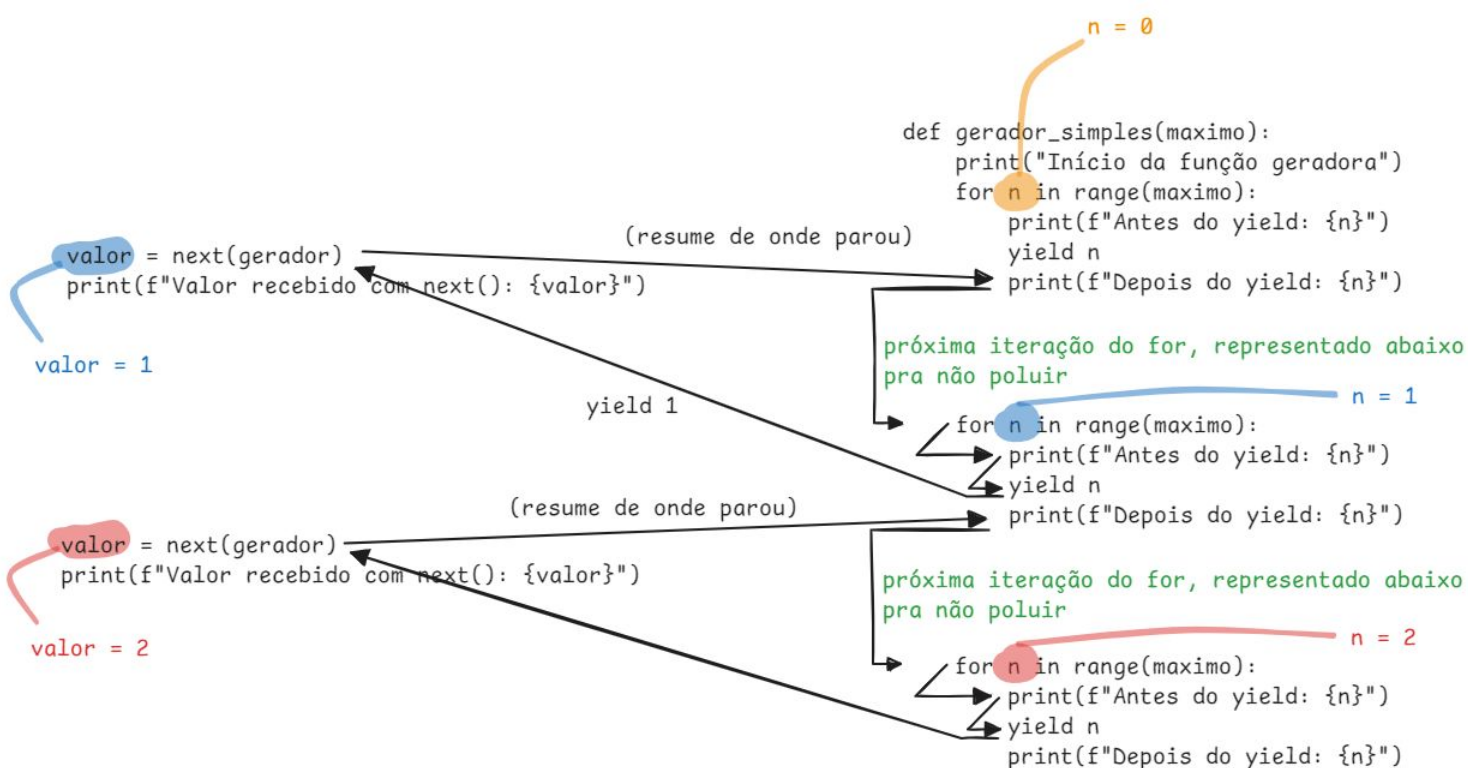 n = 0
def gerador_simples(maximo):
print("Início da função geradora")
for n in range(maximo):
print(f"Antes do yield: {n}")
yield n
print(f"Depois do yield: {n}")
(resume de onde parou)
valor = next(gerador)
print(f"Valor recebido com next(): {valor}")
valor = 1
próxima iteração do for, representado abaixo
pra não poluir
n = 1
yield 1
for n in range(maximo):
print(f"Antes do yield: {n}")
yield n
print(f"Depois do yield: {n}")
(resume de onde parou)
valor = next(gerador)
print(f"Valor recebido com next(): {valor}")
valor = 2
próxima iteração do for, representado abaixo
pra não poluir
n = 2
for n in range(maximo):
print(f"Antes do yield: {n}")
yield n
print(f"Depois do yield: {n}")